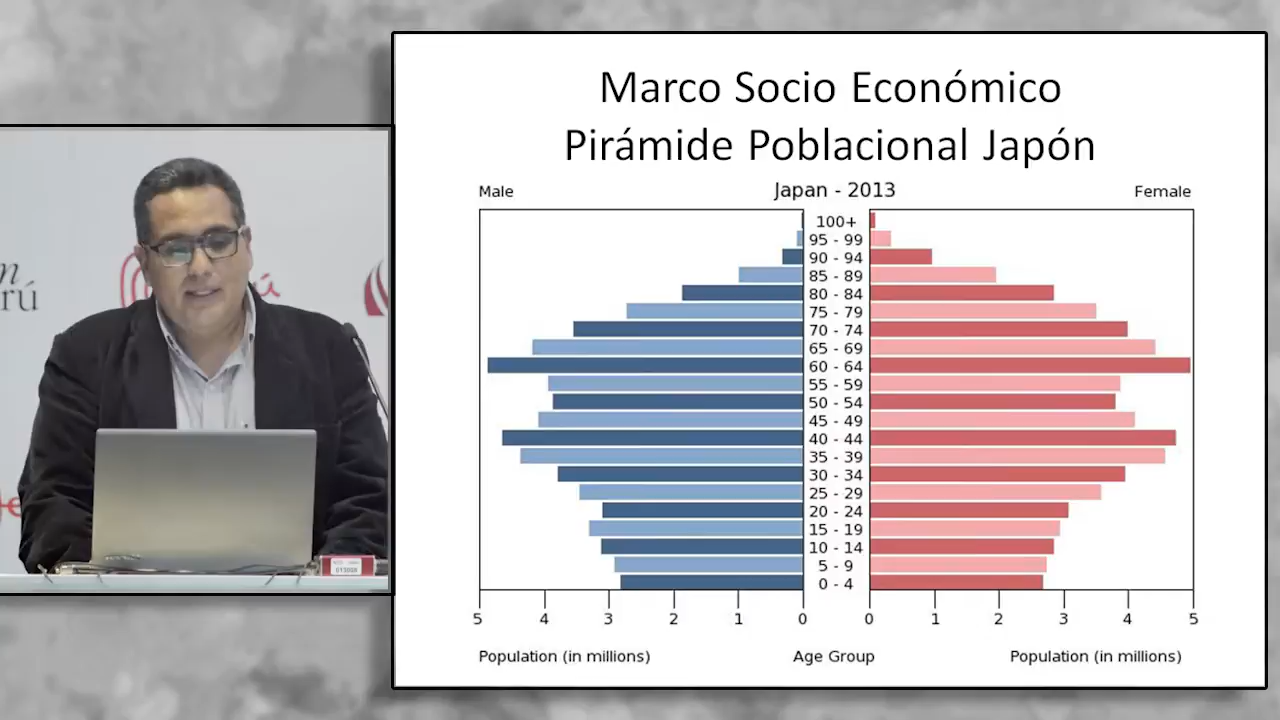 Marco Socio Económico
Pirámide Poblacional Japón
Male
Japan - 2013
Female
100+
95 - 99
90 - 94
85 - 89
80 - 84
75 - 79
70 - 74
65 - 69
60 - 64
55 - 59
50 - 54
45 - 49
40 - 44
35 - 39
30 - 34
25 - 29
20 - 24
15 - 19
10 - 14
5 - 9
0 - 4
5 4 3 2 1 0 0 1 2 3 4 5
Population (in millions)
Age Group
Population (in millions)